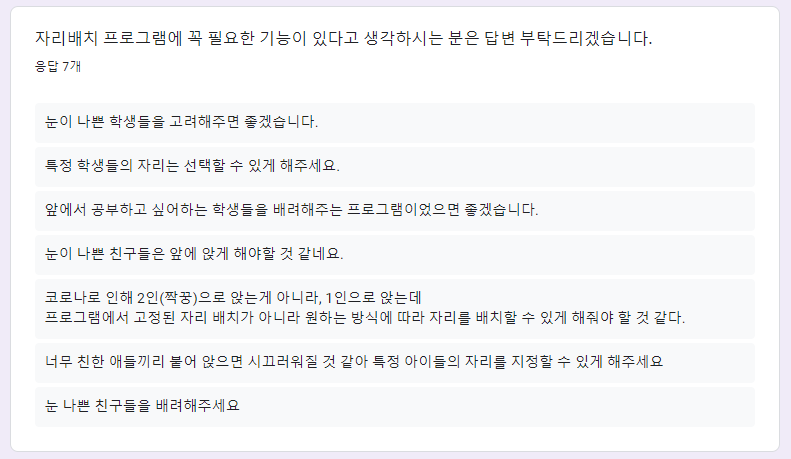 자리배치 프로그램에 꼭 필요한 기능이 있다고 생각하시는 분은 답변 부탁드리겠습니다.
응답 7개
눈이 나쁜 학생들을 고려해주면 좋겠습니다.
특정 학생들의 자리는 선택할 수 있게 해주세요.
앞에서 공부하고 싶어하는 학생들을 배려해주는 프로그램이었으면 좋겠습니다.
눈이 나쁜 친구들은 앞에 앉게 해야할 것 같네요.
코로나로 인해 2인(짝꿍)으로 앉는게 아니라, 1인으로 앉는데
프로그램에서 고정된 자리 배치가 아니라 원하는 방식에 따라 자리를 배치할 수 있게 해줘야 할 것 같다.
너무 친한 애들끼리 붙어 앉으면 시끄러워질 것 같아 특정 아이들의 자리를 지정할 수 있게 해주세요
눈 나쁜 친구들을 배려해주세요